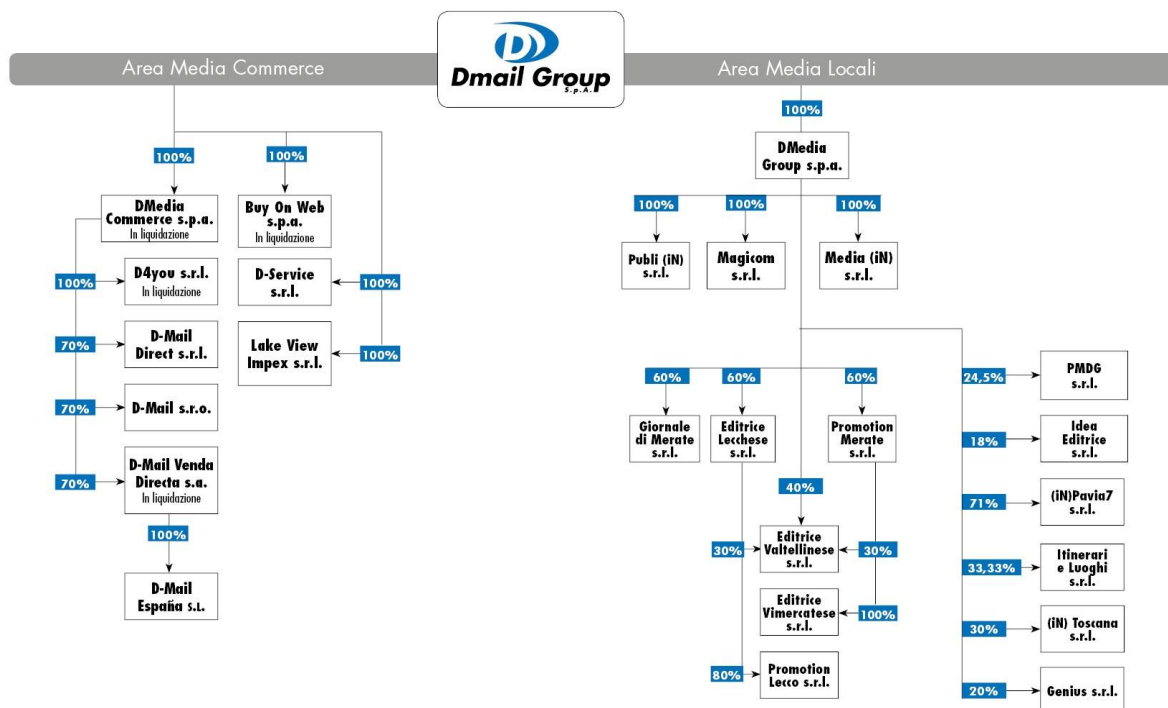 Dmail Group
S.p.A.
Area Media Commerce
100%
100%
DMedia
Commerce s.p.a.
In liquidazione
Buy On Web
s.p.a.
In liquidazione
100%
D4you s.r.l.
In liquidazione
D-Service
s.r.l.
100%
70%
D-Mail
Direct s.r.l.
Lake View
Impex s.r.l.
100%
70%
D-Mail s.r.o.
70%
D-Mail Venda
Directa s.a.
In liquidazione
100%
D-Mail
España S.L.
Area Media Locali
100%
DMedia
Group s.p.a.
100%
100%
100%
Publi (iN)
s.r.l.
Magicom
s.r.l.
Media (iN)
s.r.l.
60%
60%
60%
Giornale
di Merate
s.r.l.
Editrice
Lecchese
s.r.l.
Promotion
Merate
s.r.l.
40%
30%
Editrice
Valtellinese
s.r.l.
30%
Editrice
Vimercatese
s.r.l.
100%
80%
Promotion
Lecco s.r.l.
24,5%
PMDG
s.r.l.
18%
Idea
Editrice
s.r.l.
71%
(iN)Pavia7
s.r.l.
33,33%
Itinerari
e Luoghi
s.r.l.
30%
(iN) Toscana
s.r.l.
20%
Genius s.r.l.